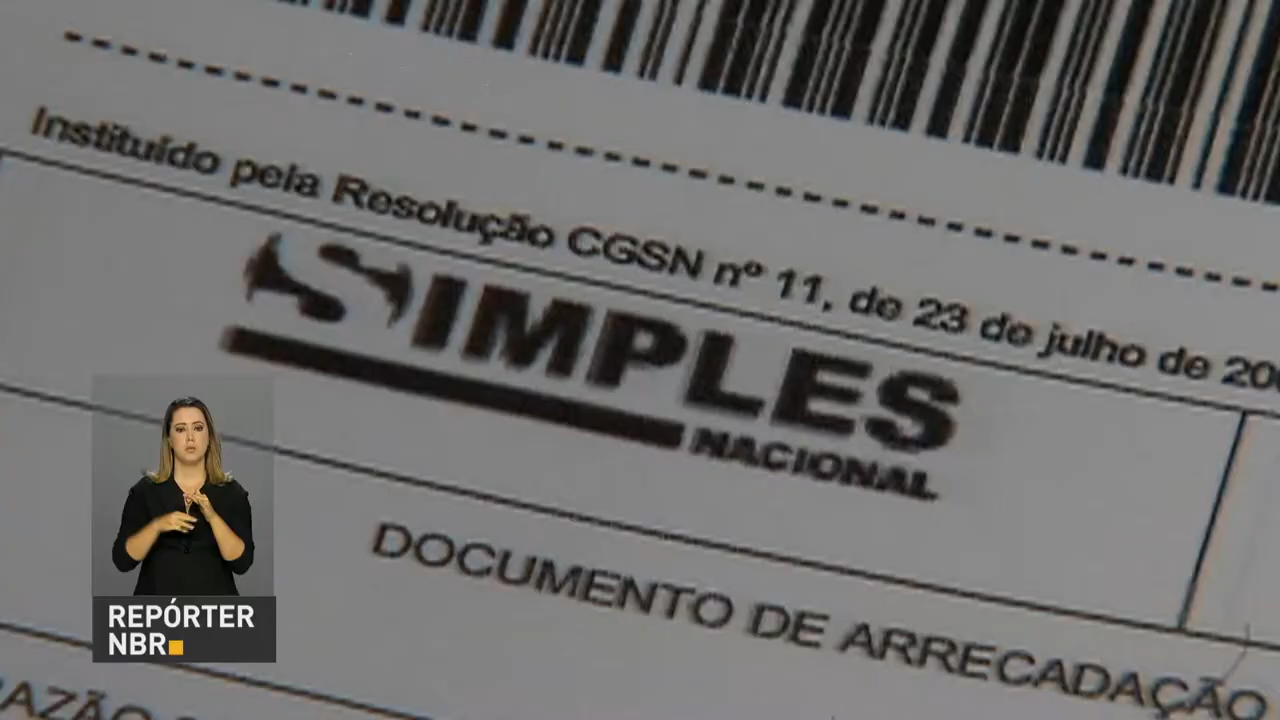 Instituído pela Resolução CGSN nº 11, de 23 de julho de
SIMPLES
NACIONAL
DOCUMENTO DE ARRECADAÇÃO
REPÓRTER
NBR